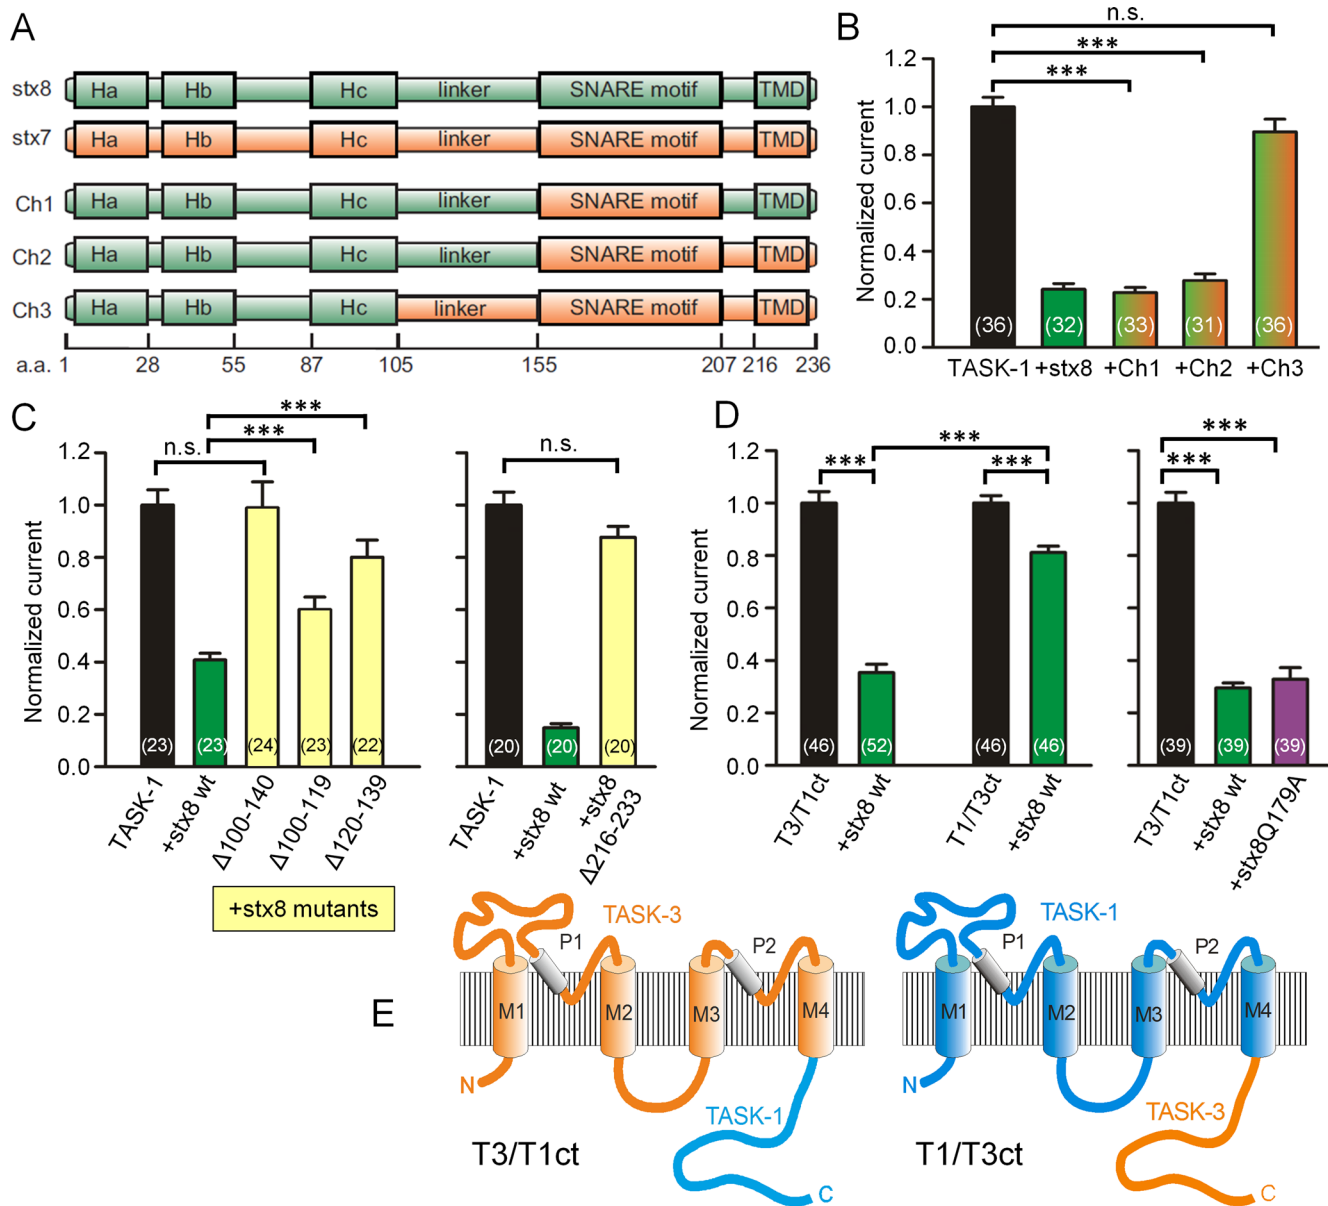 A
stx8 Ha Hb Hc linker SNARE motif TMD
stx7 Ha Hb Hc linker SNARE motif TMD
Ch1 Ha Hb Hc linker SNARE motif TMD
Ch2 Ha Hb Hc linker SNARE motif TMD
Ch3 Ha Hb Hc linker SNARE motif TMD
a.a. 1 28 55 87 105 155 207 216 236
B
n.s.
***
***
Normalized current
1.2
1.0
0.8
0.6
0.4
0.2
0.0
(36) (32) (33) (31) (36)
TASK-1 +stx8 +Ch1 +Ch2 +Ch3
C
***
n.s. ***
Normalized current
1.2
1.0
0.8
0.6
0.4
0.2
0.0
(23) (23) (24) (23) (22)
TASK-1
+stx8 wt
Δ100-140
Δ100-119
Δ120-139
+stx8 mutants
n.s.
(20) (20) (20)
TASK-1
+stx8 wt
+stx8
Δ216-233
D
***
*** ***
Normalized current
1.2
1.0
0.8
0.6
0.4
0.2
0.0
(46) (52) (46) (46)
T3/T1ct
+stx8 wt
T1/T3ct
+stx8 wt
***
***
(39) (39) (39)
T3/T1ct
+stx8 wt
+stx8Q179A
E
TASK-3
P1 P2
M1 M2 M3 M4
N
TASK-1
C
T3/T1ct
TASK-1
P1 P2
M1 M2 M3 M4
N
TASK-3
C
T1/T3ct